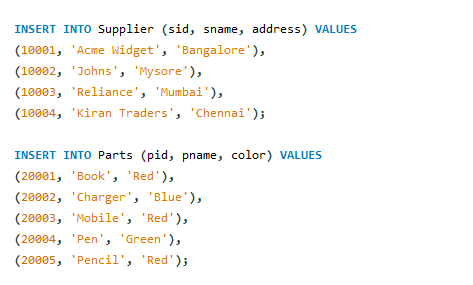 INSERT INTO Supplier (sid, sname, address) VALUES
(10001, 'Acme Widget', 'Bangalore'),
(10002, 'Johns', 'Mysore'),
(10003, 'Reliance', 'Mumbai'),
(10004, 'Kiran Traders', 'Chennai');
INSERT INTO Parts (pid, pname, color) VALUES
(20001, 'Book', 'Red'),
(20002, 'Charger', 'Blue'),
(20003, 'Mobile', 'Red'),
(20004, 'Pen', 'Green'),
(20005, 'Pencil', 'Red');